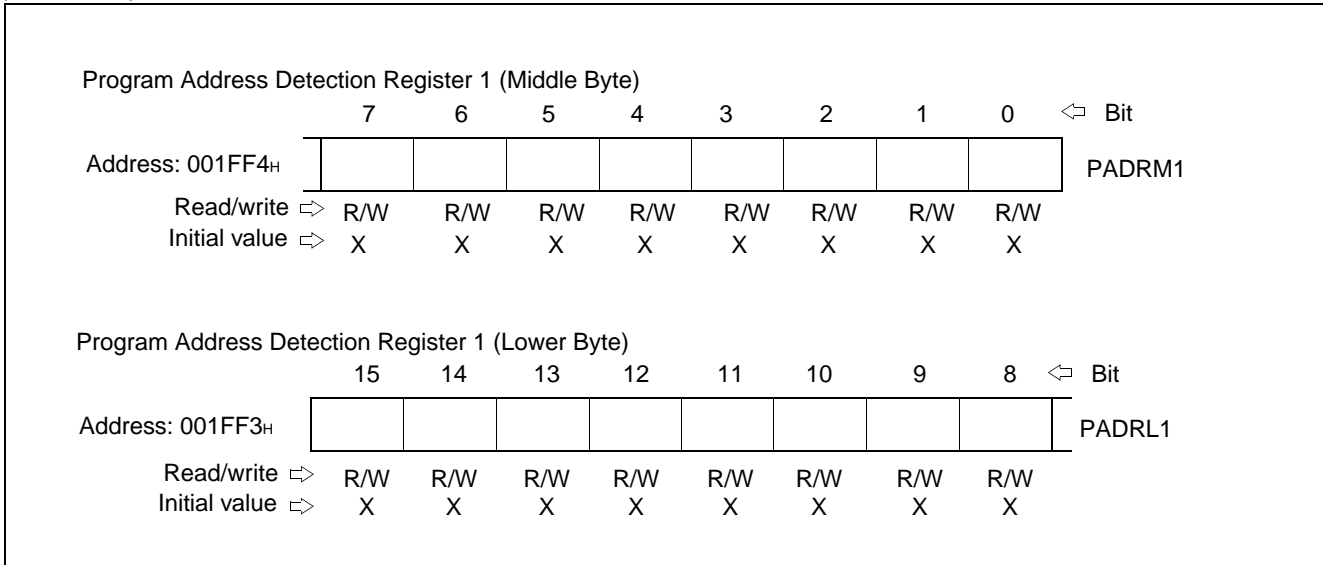 Program Address Detection Register 1 (Middle Byte)
7 6 5 4 3 2 1 0 ⇦ Bit
Address: 001FF4H PADRM1
Read/write ⇨ R/W R/W R/W R/W R/W R/W R/W R/W
Initial value ⇨ X X X X X X X X
Program Address Detection Register 1 (Lower Byte)
15 14 13 12 11 10 9 8 ⇦ Bit
Address: 001FF3H PADRL1
Read/write ⇨ R/W R/W R/W R/W R/W R/W R/W R/W
Initial value ⇨ X X X X X X X X